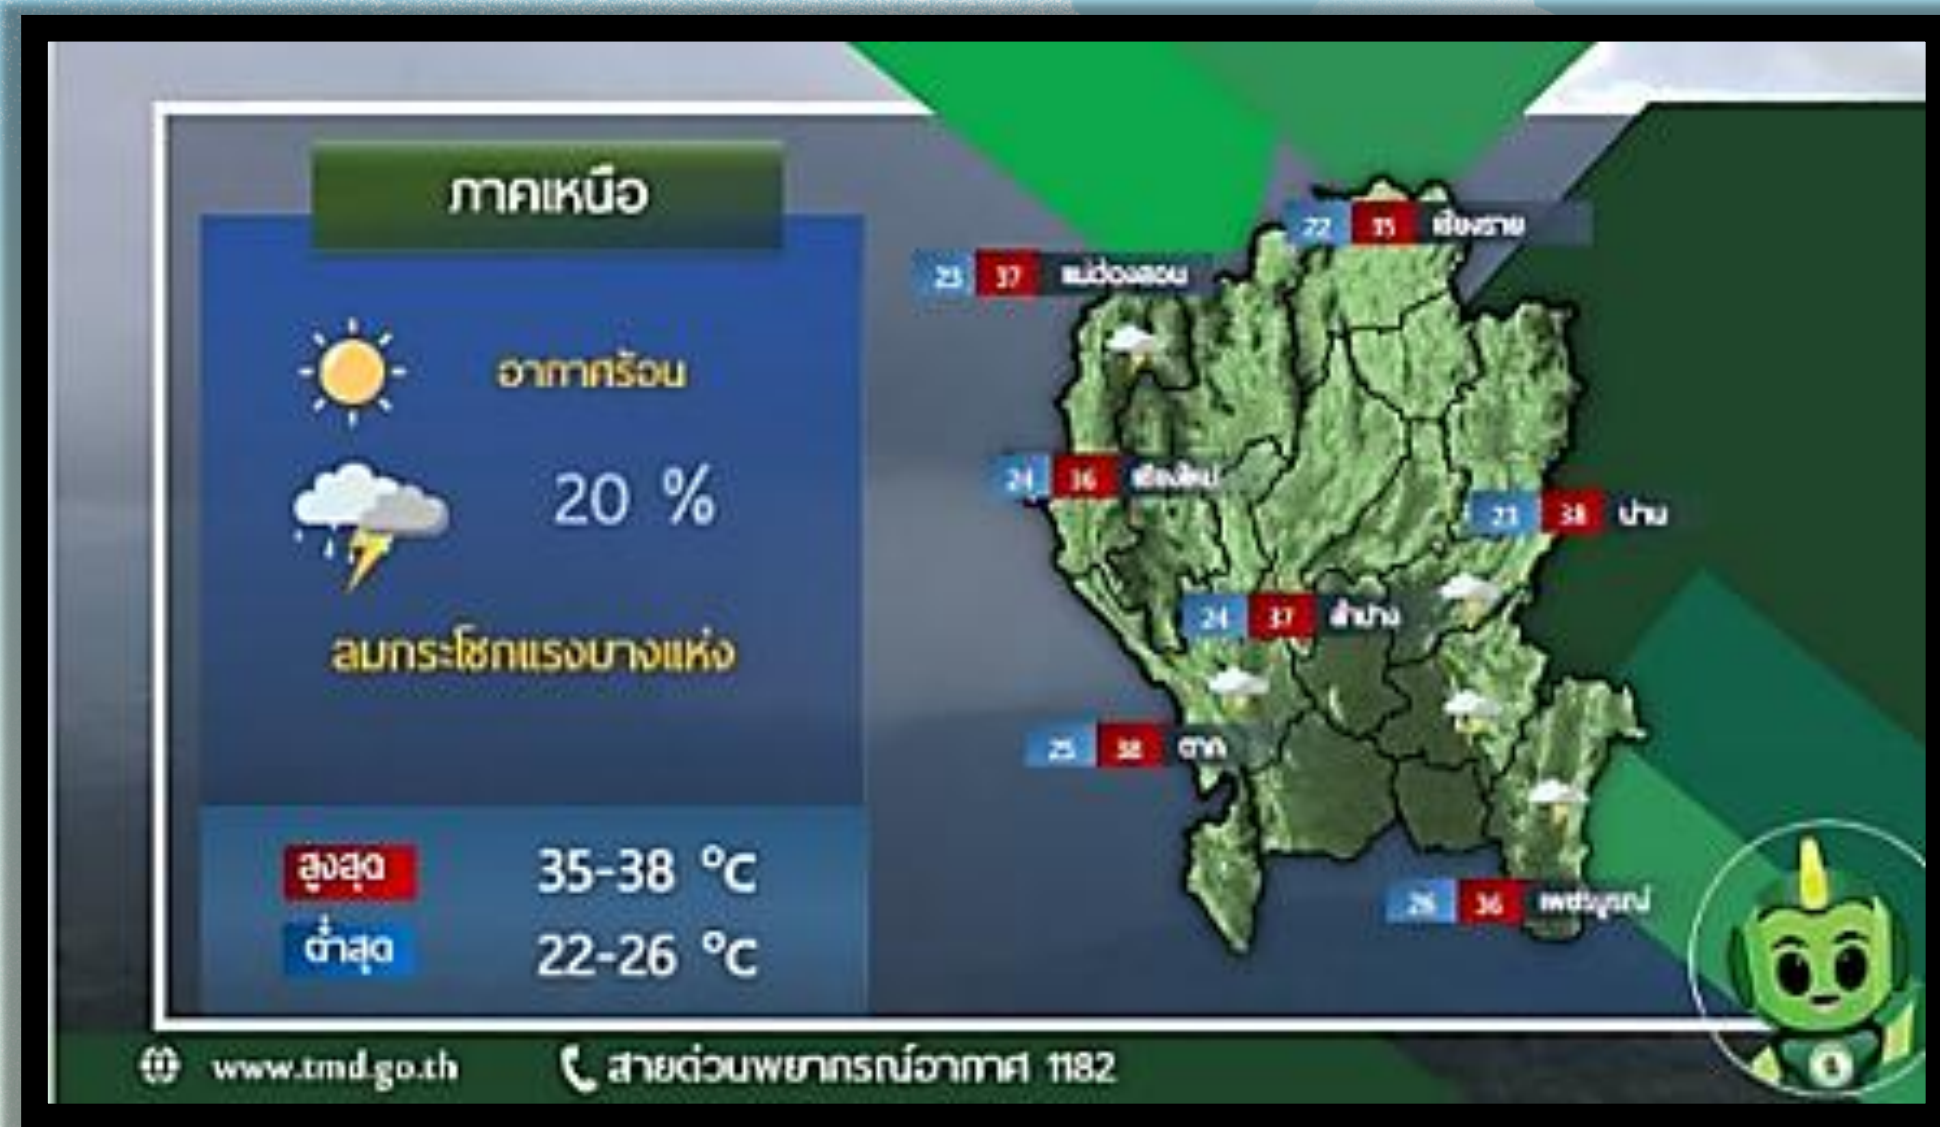 ภาคเหนือ
อากาศร้อน
20 %
ลมกระโชกแรงบางแห่ง
สูงสุด 35-38 °C
ต่ำสุด 22-26 °C
22 35 เชียงราย
23 37 แม่ฮ่องสอน
24 36 เชียงใหม่
23 38 น่าน
24 37 ลำปาง
25 38 ตาก
26 36 เพชรบูรณ์
www.tmd.go.th สายด่วนพยากรณ์อากาศ 1182